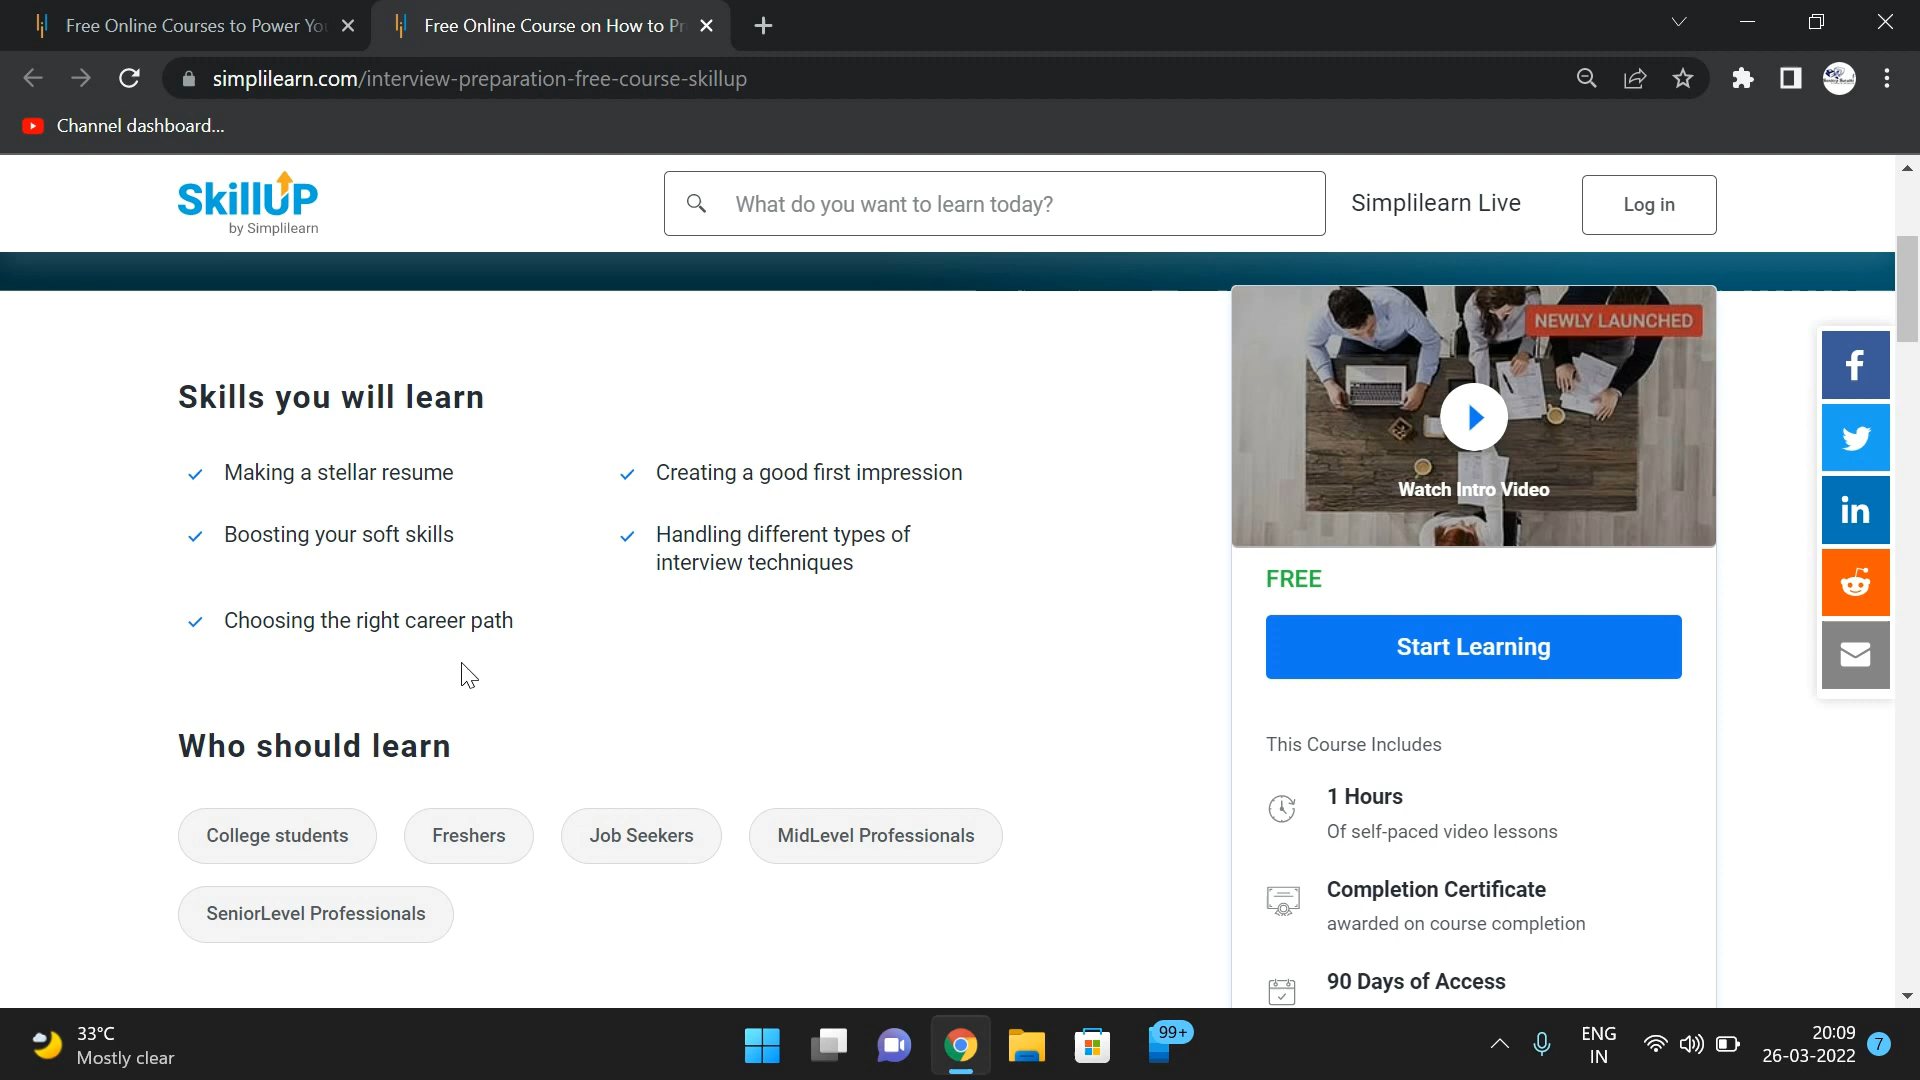 Free Online Courses to Power Yo
Free Online Course on How to Pr
simplilearn.com/interview-preparation-free-course-skillup
Channel dashboard...
SkillUP
by Simplilearn
What do you want to learn today?
Simplilearn Live
Log in
NEWLY LAUNCHED
Watch Intro Video
Skills you will learn
Making a stellar resume
Creating a good first impression
Boosting your soft skills
Handling different types of
interview techniques
Choosing the right career path
FREE
Start Learning
Who should learn
College students
Freshers
Job Seekers
MidLevel Professionals
SeniorLevel Professionals
This Course Includes
1 Hours
Of self-paced video lessons
Completion Certificate
awarded on course completion
90 Days of Access
f
in
33°C
Mostly clear
99+
ENG
IN
20:09
26-03-2022
7